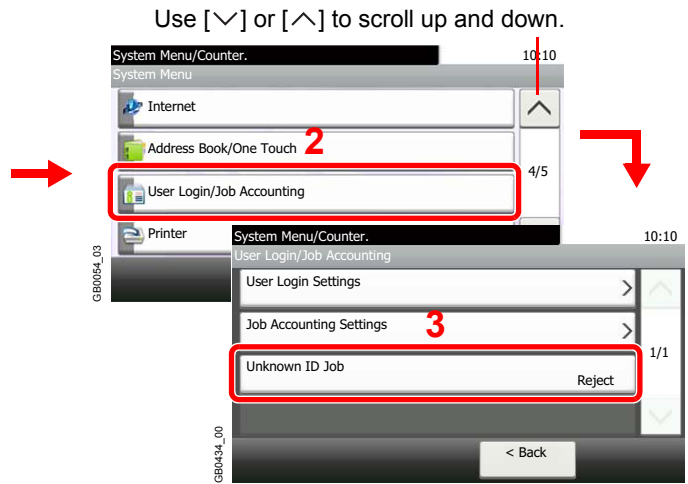 Use [∨] or [∧] to scroll up and down.
System Menu/Counter.
10:10
System Menu
Internet
Address Book/One Touch
2
4/5
User Login/Job Accounting
Printer
GB0054_03
System Menu/Counter.
10:10
User Login/Job Accounting
User Login Settings
Job Accounting Settings
3
1/1
Unknown ID Job
Reject
GB0434_00
< Back